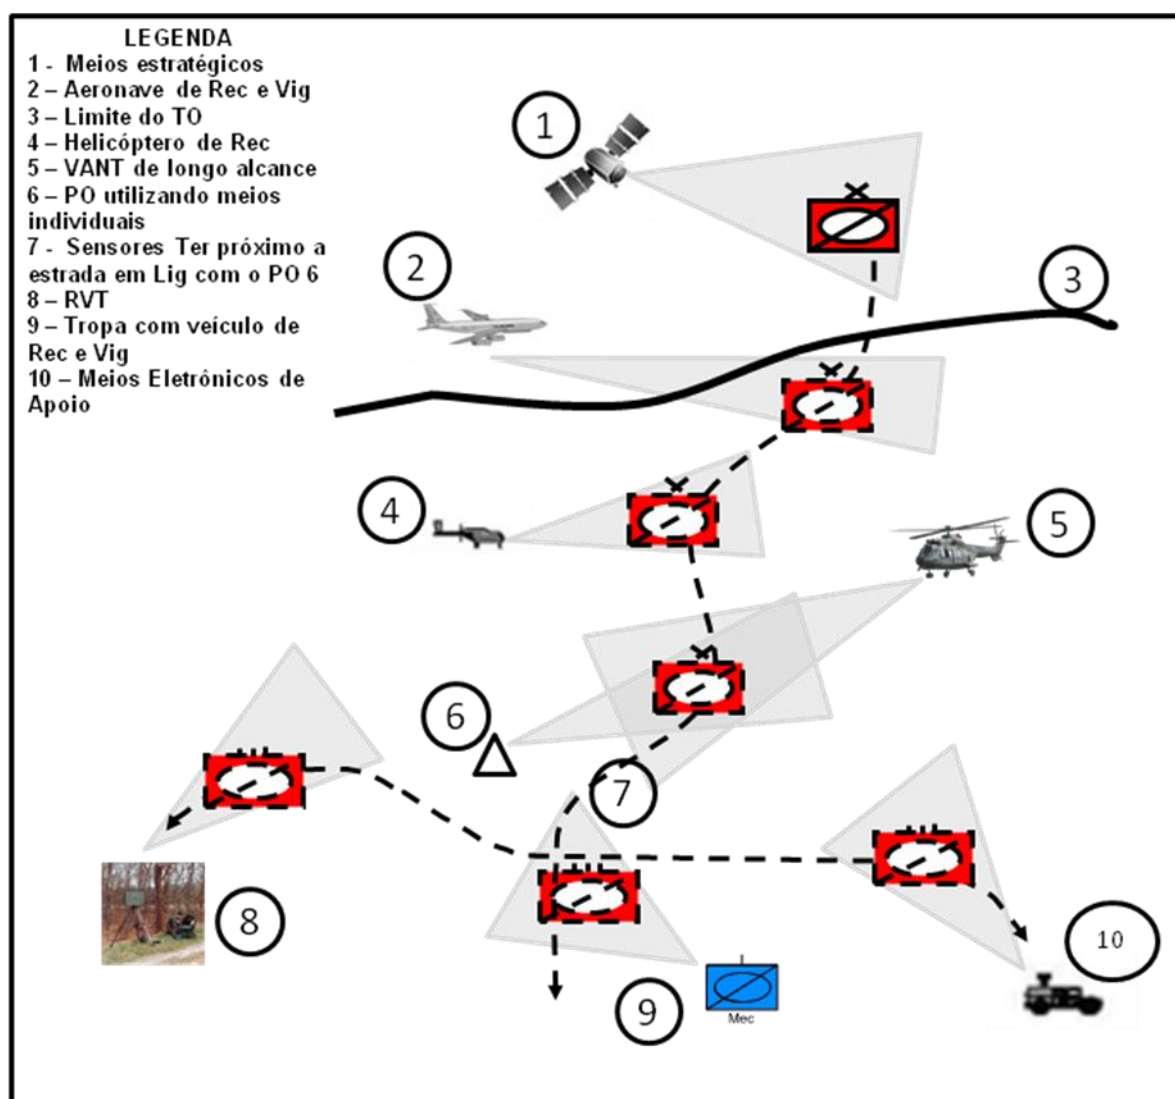 LEGENDA
1 - Meios estratégicos
2 – Aeronave de Rec e Vig
3 – Limite do TO
4 – Helicóptero de Rec
5 – VANT de longo alcance
6 – PO utilizando meios
individuais
7 - Sensores Ter próximo a
estrada em Lig com o PO 6
8 – RVT
9 – Tropa com veículo de
Rec e Vig
10 – Meios Eletrônicos de
Apoio
1
2
3
4
5
6
7
8
9
10
Mec